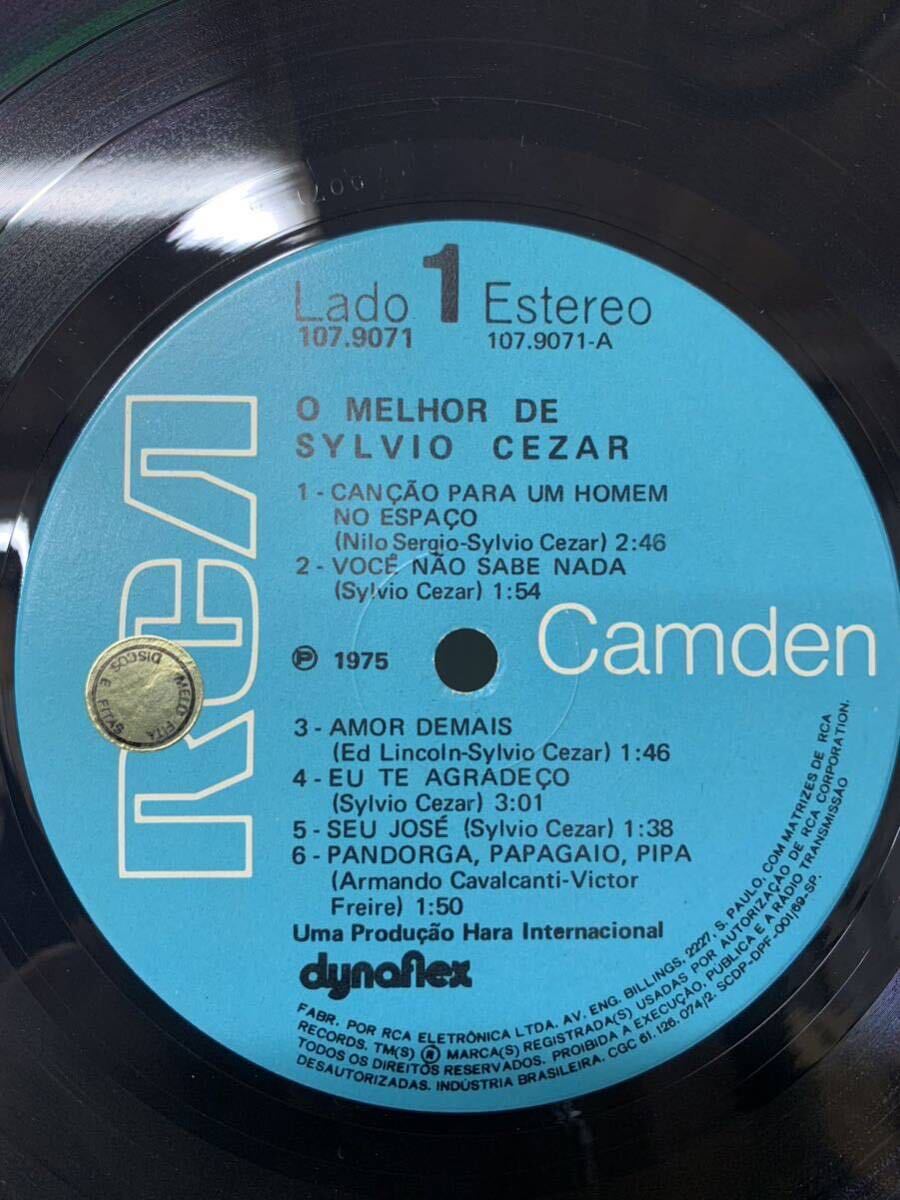 Lado 1 Estereo
107.9071 107.9071-A
O MELHOR DE
SYLVIO CEZAR
1 - CANÇÃO PARA UM HOMEM
NO ESPAÇO
(Nilo Sergio-Sylvio Cezar) 2:46
2 - VOCÊ NÃO SABE NADA
(Sylvio Cezar) 1:54
RCA
Camden
℗ 1975
MELO FITA
DISCOS E FITAS
3 - AMOR DEMAIS
(Ed Lincoln-Sylvio Cezar) 1:46
4 - EU TE AGRADEÇO
(Sylvio Cezar) 3:01
5 - SEU JOSÉ (Sylvio Cezar) 1:38
6 - PANDORGA, PAPAGAIO, PIPA
(Armando Cavalcanti-Victor
Freire) 1:50
Uma Produção Hara Internacional
dynaflex
FABR. POR RCA ELETRÔNICA LTDA. AV. ENG. BILLINGS, 2227, S. PAULO, COM MATRIZES DE RCA
RECORDS. TM(S) ® MARCA(S) REGISTRADA(S) USADAS POR AUTORIZAÇÃO DE RCA CORPORATION.
TODOS OS DIREITOS RESERVADOS. PROIBIDA A EXECUÇÃO, PÚBLICA E A RÁDIO TRANSMISSÃO
DESAUTORIZADAS. INDÚSTRIA BRASILEIRA. CGC 61.126.074/2. SCDP-DPF-001/69-SP.